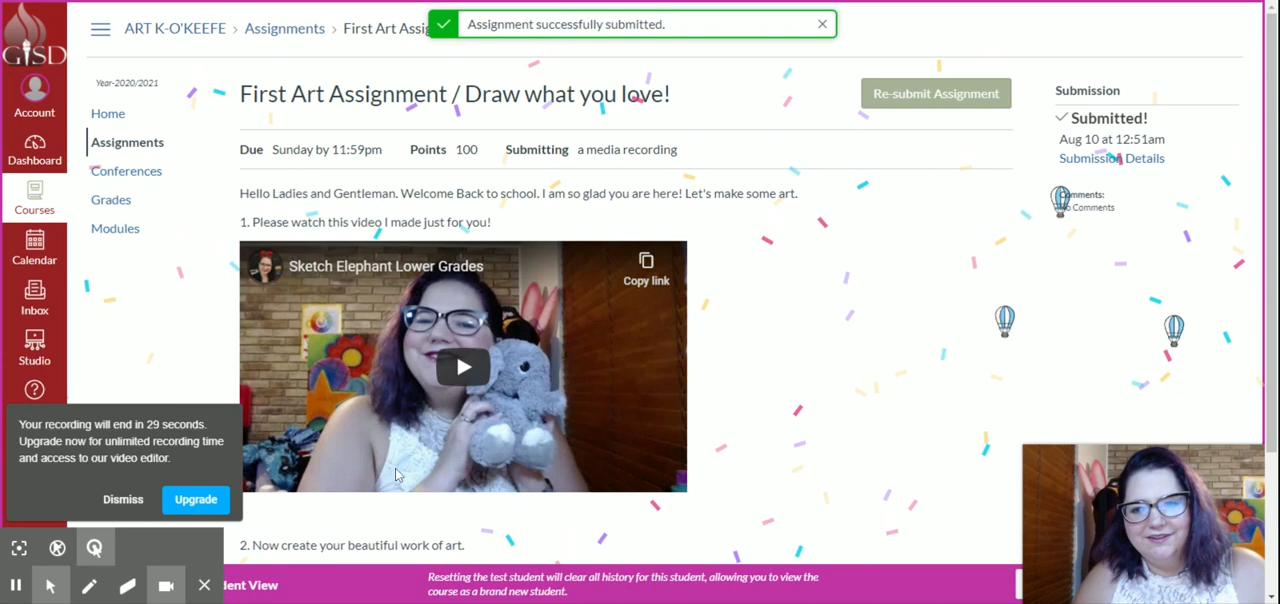 GISD
Account
Dashboard
Courses
Calendar
Inbox
Studio
ART K-O'KEEFE > Assignments > First Art Assig
Assignment successfully submitted.
Year-2020/2021
Home
Assignments
Conferences
Grades
Modules
First Art Assignment / Draw what you love!
Re-submit Assignment
Due Sunday by 11:59pm Points 100 Submitting a media recording
Hello Ladies and Gentleman. Welcome Back to school. I am so glad you are here! Let's make some art.
1. Please watch this video I made just for you!
Sketch Elephant Lower Grades
Copy link
2. Now create your beautiful work of art.
Submission
Submitted!
Aug 10 at 12:51am
Submission Details
Comments:
No Comments
Your recording will end in 29 seconds.
Upgrade now for unlimited recording time
and access to our video editor.
Dismiss Upgrade
dent View
Resetting the test student will clear all history for this student, allowing you to view the
course as a brand new student.